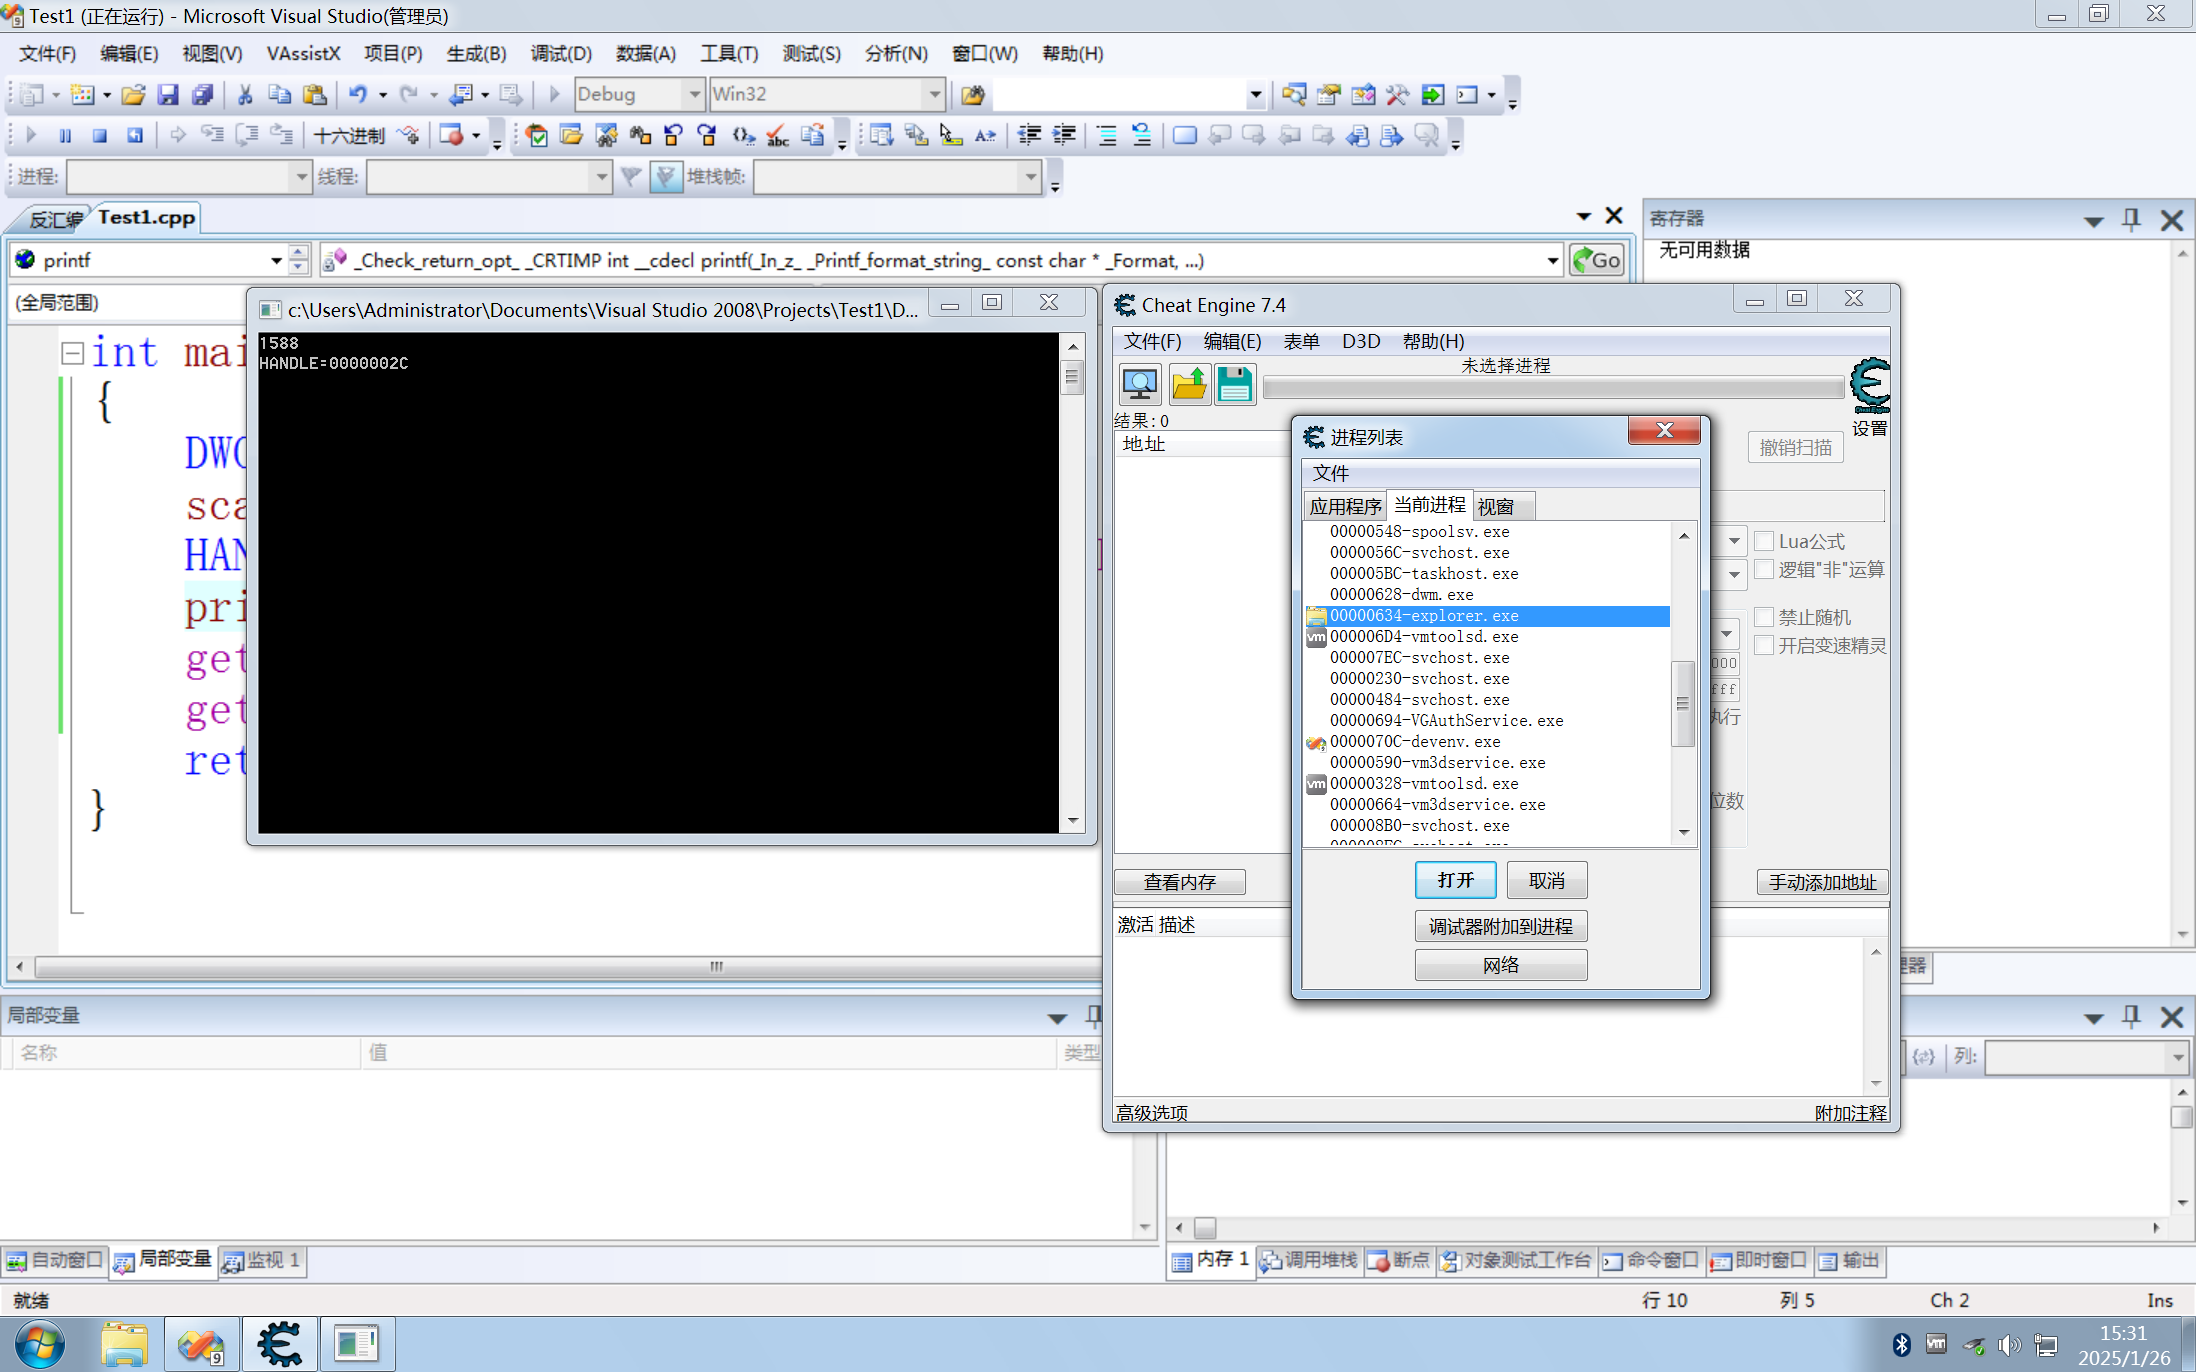 Test1 (正在运行) - Microsoft Visual Studio(管理员)
文件(F) 编辑(E) 视图(V) VAssistX 项目(P) 生成(B) 调试(D) 数据(A) 工具(T) 测试(S) 分析(N) 窗口(W) 帮助(H)
Debug Win32
十六进制
进程: 线程: 堆栈帧:
反汇编 Test1.cpp
printf _Check_return_opt_ _CRTIMP int __cdecl printf(_In_z_ _Printf_format_string_ const char * _Format, ...) Go
(全局范围)
int mai
{
DWO
sca
HAN
pri
get
get
ret
}
c:\Users\Administrator\Documents\Visual Studio 2008\Projects\Test1\D...
1588
HANDLE=0000002C
寄存器
无可用数据
Cheat Engine 7.4
文件(F) 编辑(E) 表单 D3D 帮助(H)
未选择进程
结果:0
地址
设置
撤销扫描
Lua公式
逻辑"非"运算
禁止随机
开启变速精灵
000
fff
执行
位数
查看内存
手动添加地址
激活 描述
高级选项
附加注释
进程列表
文件
应用程序 当前进程 视窗
00000548-spoolsv.exe
0000056C-svchost.exe
000005BC-taskhost.exe
00000628-dwm.exe
00000634-explorer.exe
000006D4-vmtoolsd.exe
000007EC-svchost.exe
00000230-svchost.exe
00000484-svchost.exe
00000694-VGAuthService.exe
0000070C-devenv.exe
00000590-vm3dservice.exe
00000328-vmtoolsd.exe
00000664-vm3dservice.exe
000008B0-svchost.exe
打开 取消
调试器附加到进程
网络
理器
局部变量
名称 值 类型
列:
自动窗口 局部变量 监视 1
内存 1 调用堆栈 断点 对象测试工作台 命令窗口 即时窗口 输出
就绪
行 10 列 5 Ch 2 Ins
15:31
2025/1/26